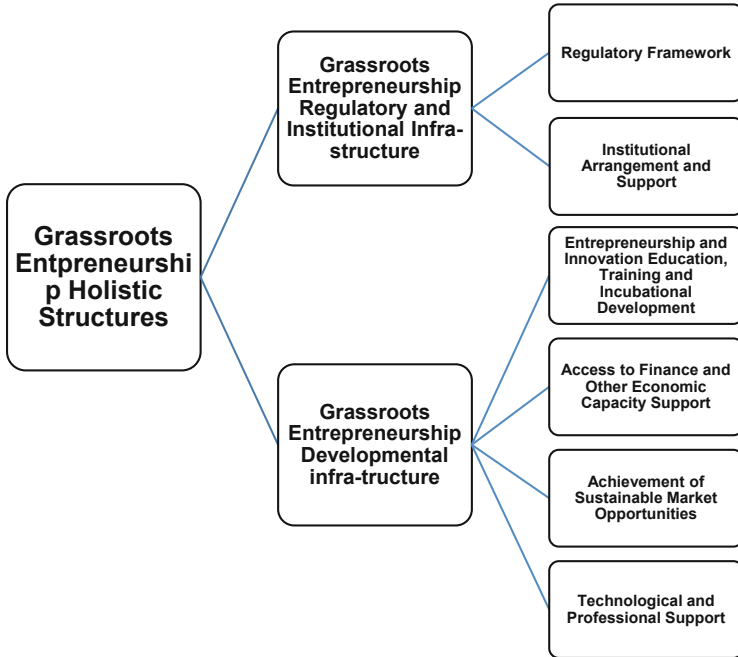 Grassroots
Entpreneurshi
p Holistic
Structures
Grassroots
Entrepreneurship
Regulatory and
Institutional Infra-
structure
Regulatory Framework
Institutional
Arrangement and
Support
Grassroots
Entrepreneurship
Developmental
infra-tructure
Entrepreneurship and
Innovation Education,
Training and
Incubational
Development
Access to Finance and
Other Economic
Capacity Support
Achievement of
Sustainable Market
Opportunities
Technological and
Professional Support